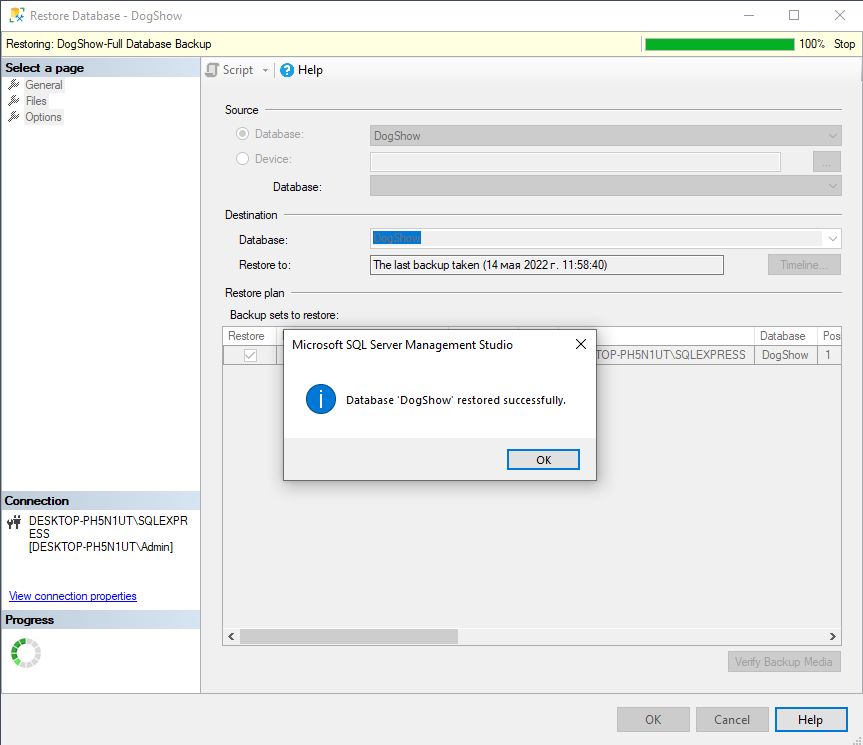 Restore Database - DogShow
Restoring: DogShow-Full Database Backup
100%
Stop
Select a page
General
Files
Options
Script
Help
Source
Database:
DogShow
Device:
...
Database:
Destination
Database:
DogShow
Restore to:
The last backup taken (14 мая 2022 г. 11:58:40)
Timeline...
Restore plan
Backup sets to restore:
Restore
Database
Pos
TOP-PH5N1UT\SQLEXPRESS
DogShow
1
Microsoft SQL Server Management Studio
Database 'DogShow' restored successfully.
OK
Connection
DESKTOP-PH5N1UT\SQLEXPR
ESS
[DESKTOP-PH5N1UT\Admin]
View connection properties
Progress
Verify Backup Media
OK
Cancel
Help